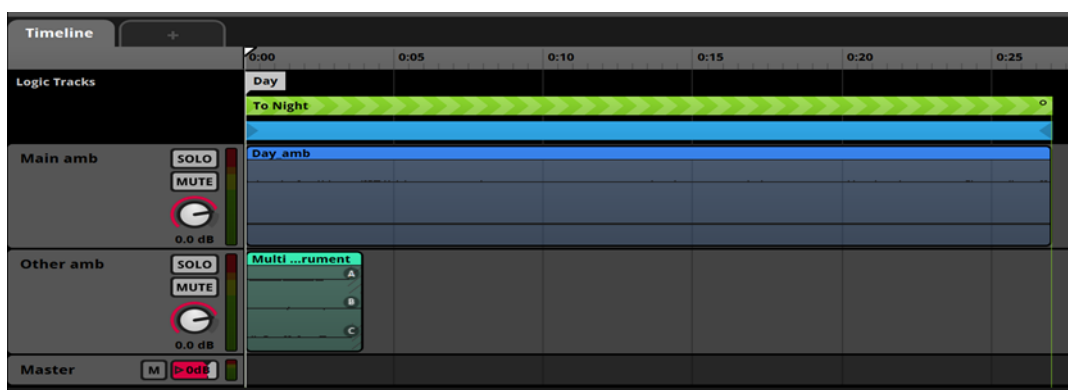 Timeline +
0:00 0:05 0:10 0:15 0:20 0:25
Logic Tracks
Day
To Night
Main amb SOLO
MUTE
0.0 dB
Day_amb
Other amb SOLO
MUTE
0.0 dB
Multi ...rument
A
B
C
Master M 0dB